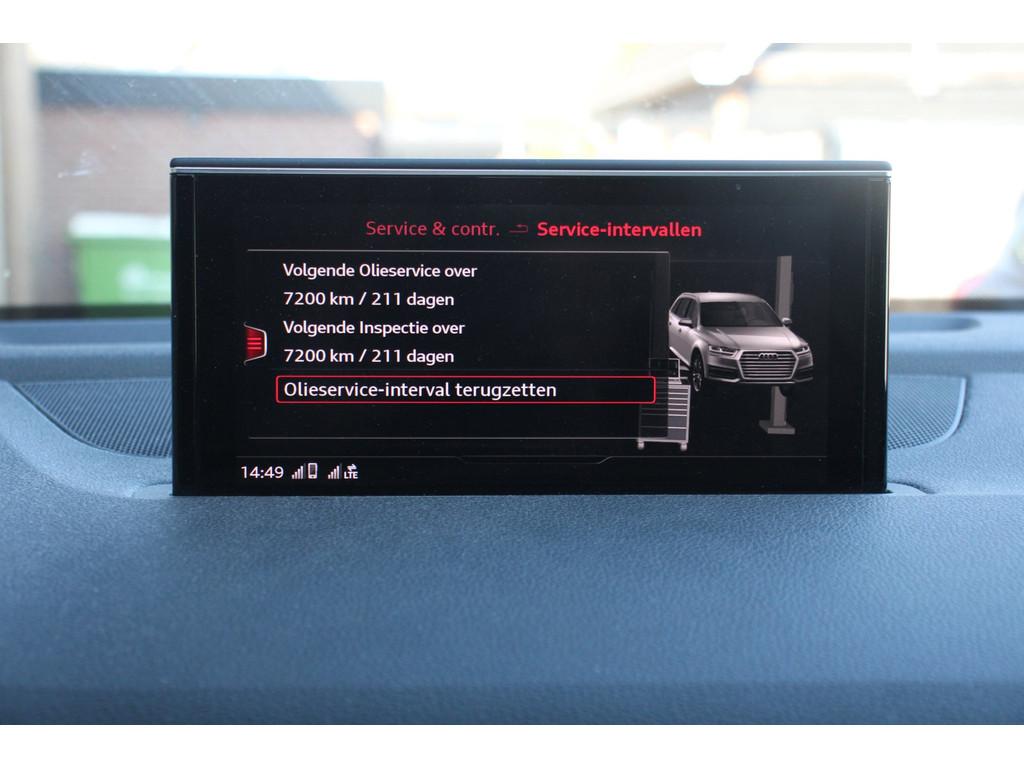 Service & contr. Service-intervallen
Volgende Olieservice over
7200 km / 211 dagen
Volgende Inspectie over
7200 km / 211 dagen
Olieservice-interval terugzetten
14:49 LTE